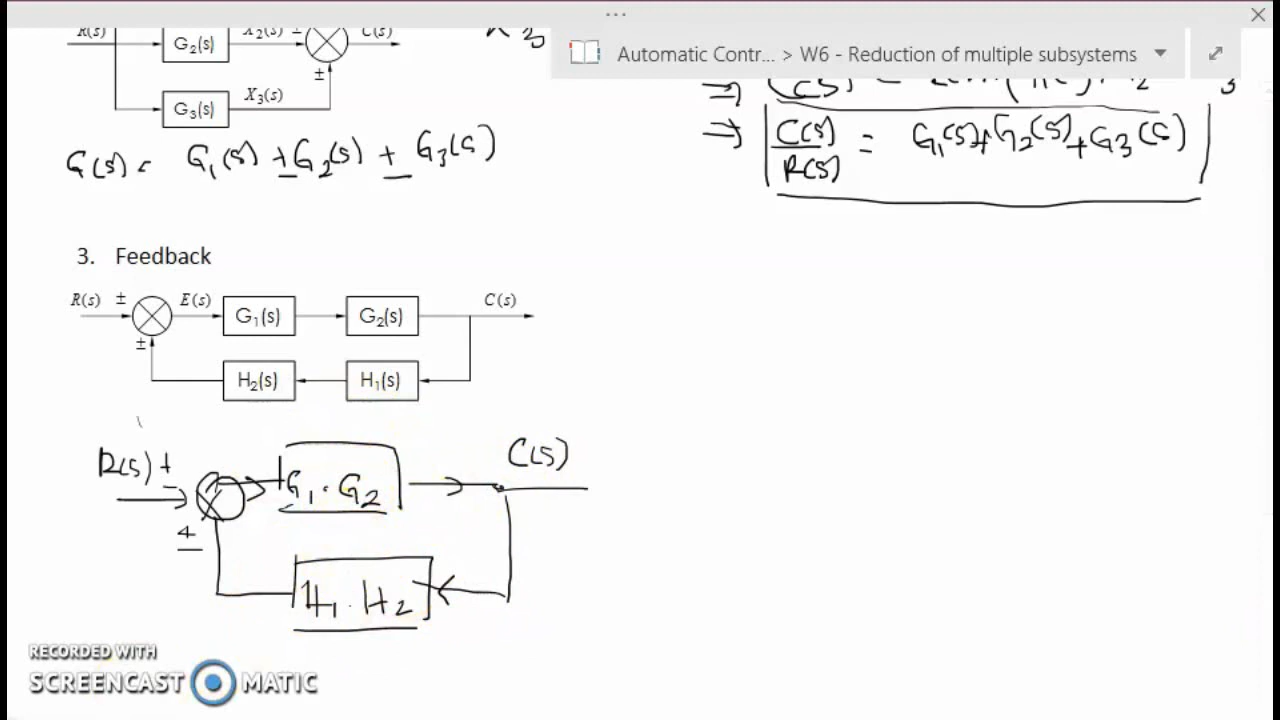 ...
Automatic Contr... > W6 - Reduction of multiple subsystems
R(s) G₂(s) X₂(s) ± C(s)
±
G₃(s) X₃(s)
G(s) = G₁(s) ± G₂(s) ± G₃(s)
⇒ C(s) =
⇒ C(s)/R(s) = G₁(s)+G₂(s)+G₃(s)
3. Feedback
R(s) ± E(s) G₁(s) G₂(s) C(s)
±
H₂(s) H₁(s)
R(s) ± G₁·G₂ C(s)
±
H₁·H₂
RECORDED WITH
SCREENCAST MATIC